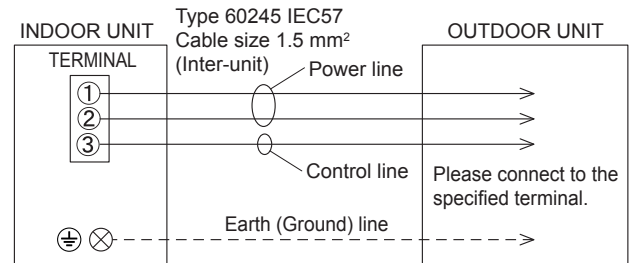 INDOOR UNIT
Type 60245 IEC57
Cable size 1.5 mm²
(Inter-unit)
OUTDOOR UNIT
TERMINAL
Power line
①
②
③
Control line
Please connect to the
specified terminal.
Earth (Ground) line